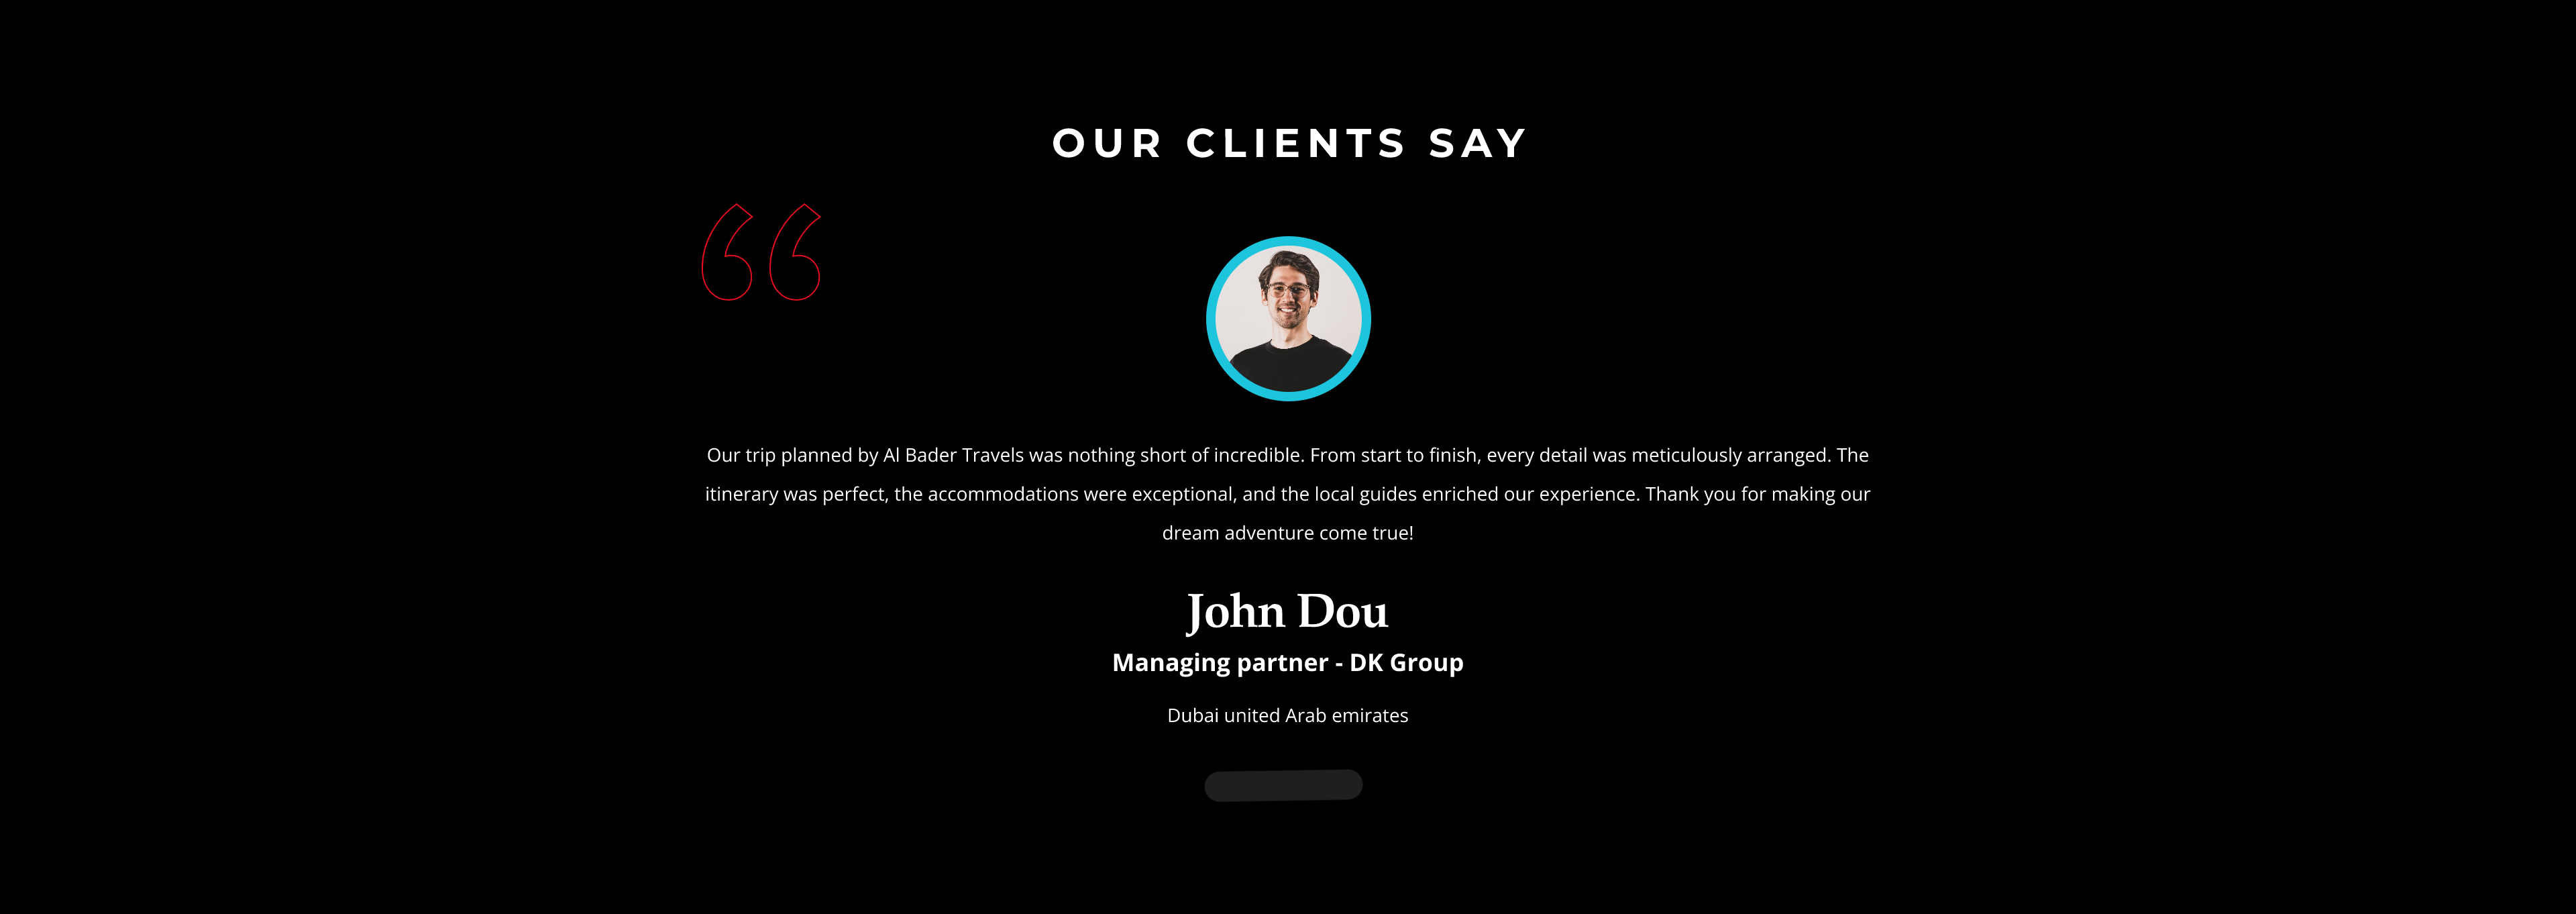 OUR CLIENTS SAY
“
Our trip planned by Al Bader Travels was nothing short of incredible. From start to finish, every detail was meticulously arranged. The
itinerary was perfect, the accommodations were exceptional, and the local guides enriched our experience. Thank you for making our
dream adventure come true!
John Dou
Managing partner - DK Group
Dubai united Arab emirates